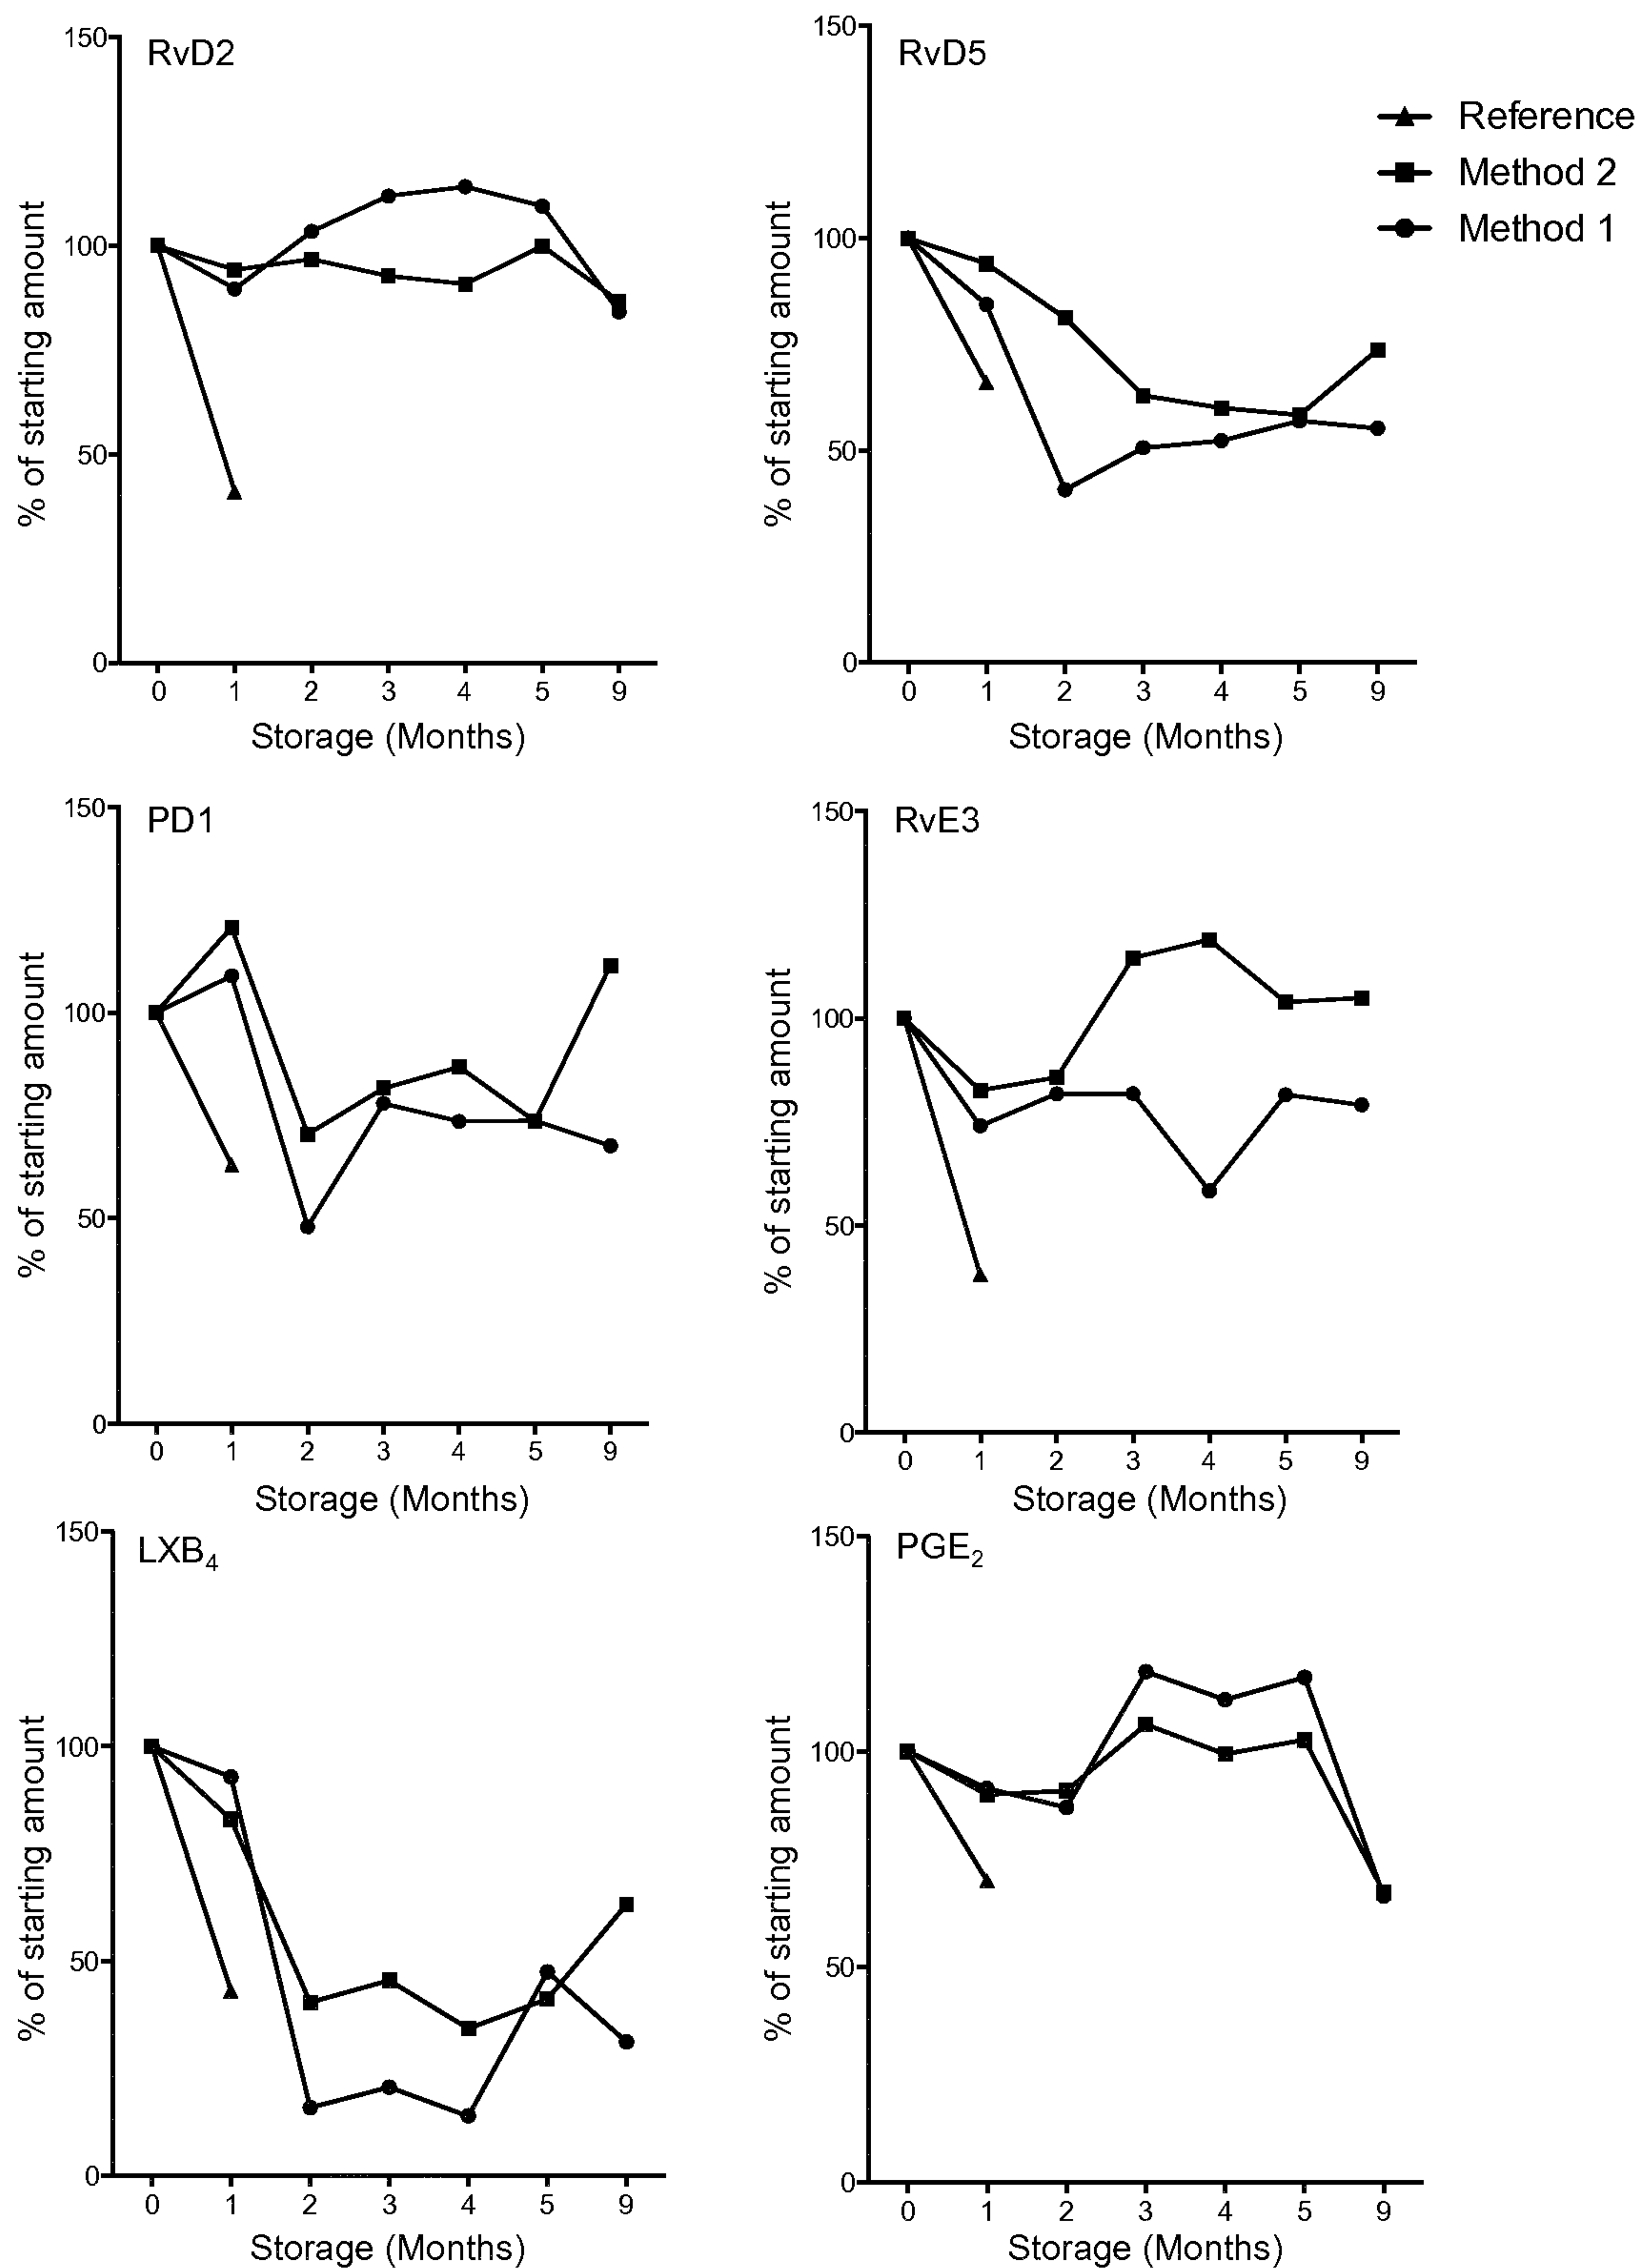 RvD2
150
100
50
0
% of starting amount
0 1 2 3 4 5 9
Storage (Months)
RvD5
150
100
50
0
% of starting amount
0 1 2 3 4 5 9
Storage (Months)
Reference
Method 2
Method 1
PD1
150
100
50
0
% of starting amount
0 1 2 3 4 5 9
Storage (Months)
RvE3
150
100
50
0
% of starting amount
0 1 2 3 4 5 9
Storage (Months)
LXB₄
150
100
50
0
% of starting amount
0 1 2 3 4 5 9
Storage (Months)
PGE₂
150
100
50
0
% of starting amount
0 1 2 3 4 5 9
Storage (Months)